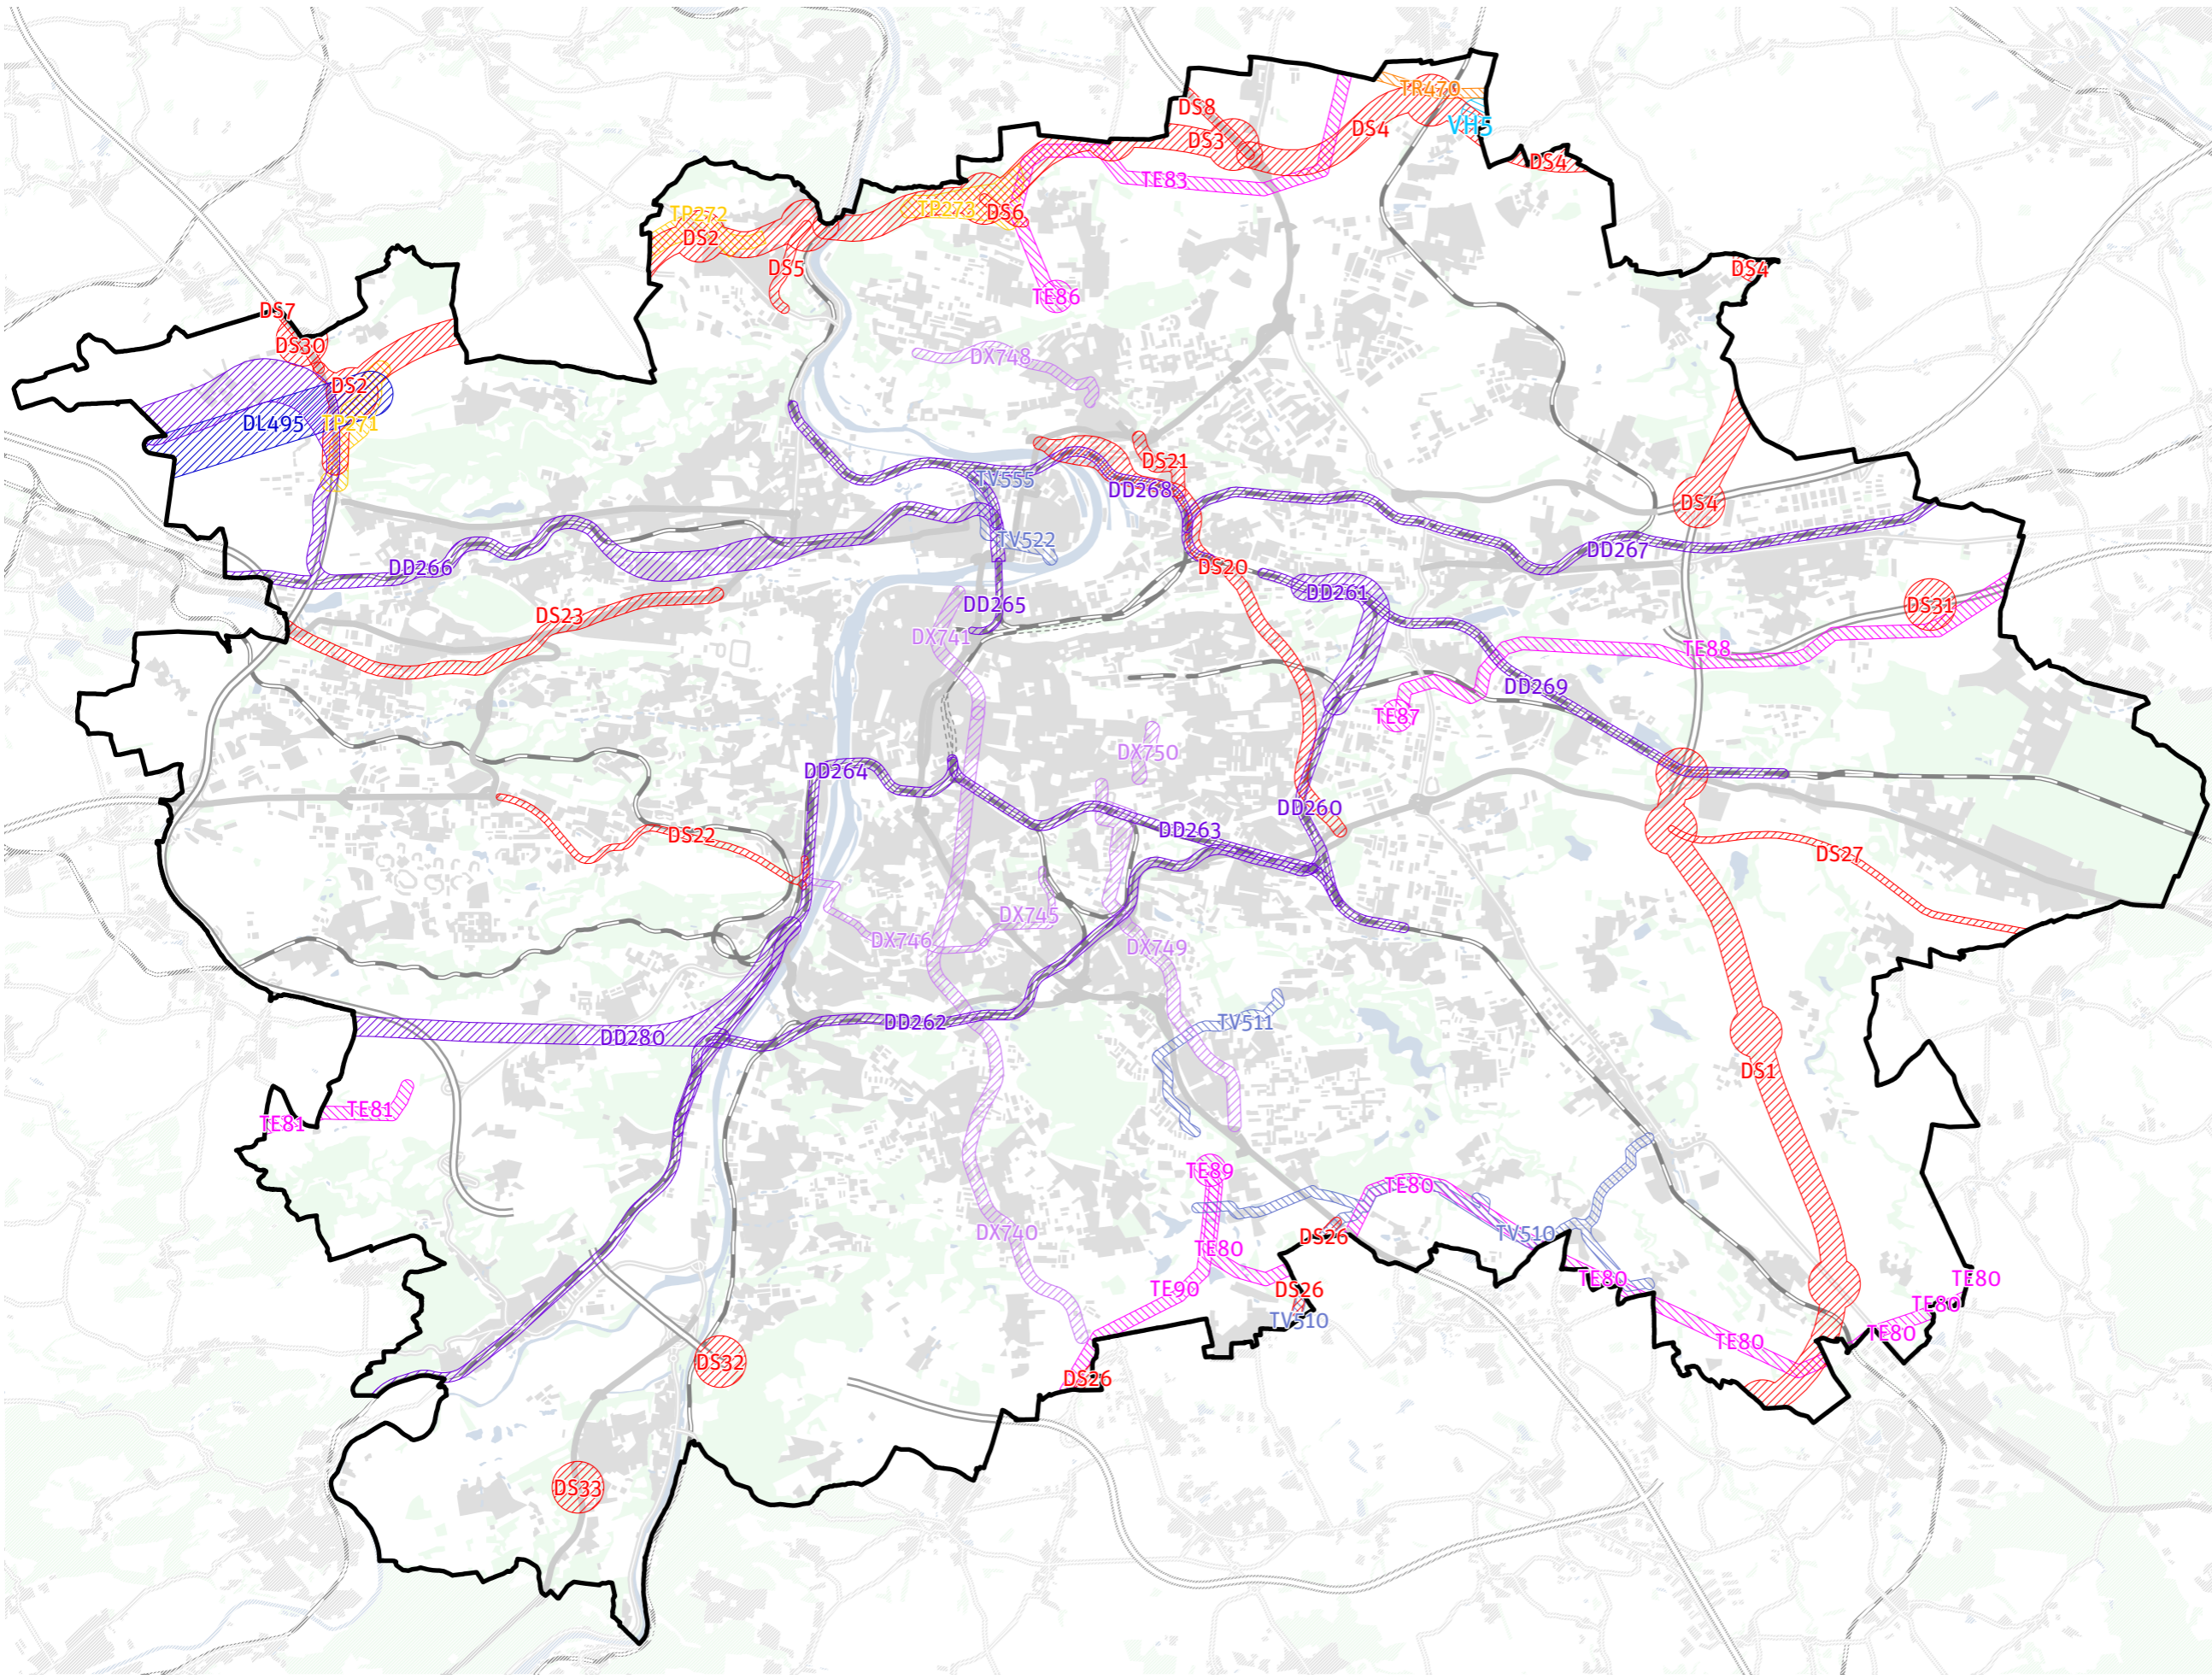 TR470
DS8
VH5
DS4
DS3
DS4
TE83
TP272
TP273
DS6
DS2
DS5
DS4
TE86
DS7
DS30
DX748
DS2
DL495
TP271
DS21
TV555
DD268
DS4
TV522
DD267
DD266
DS20
DD261
DS23
DD265
DS31
DX741
TE88
DD269
TE87
DX750
DD264
DD260
DD263
DS22
DS27
DX745
DX746
DX749
DD262
TV511
DD280
DS1
TE81
TE81
TE89
TE80
DX740
TV510
DS26
TE80
TE80
TE80
TE90
DS26
TE80
TV510
TE80
TE80
DS32
DS26
DS33